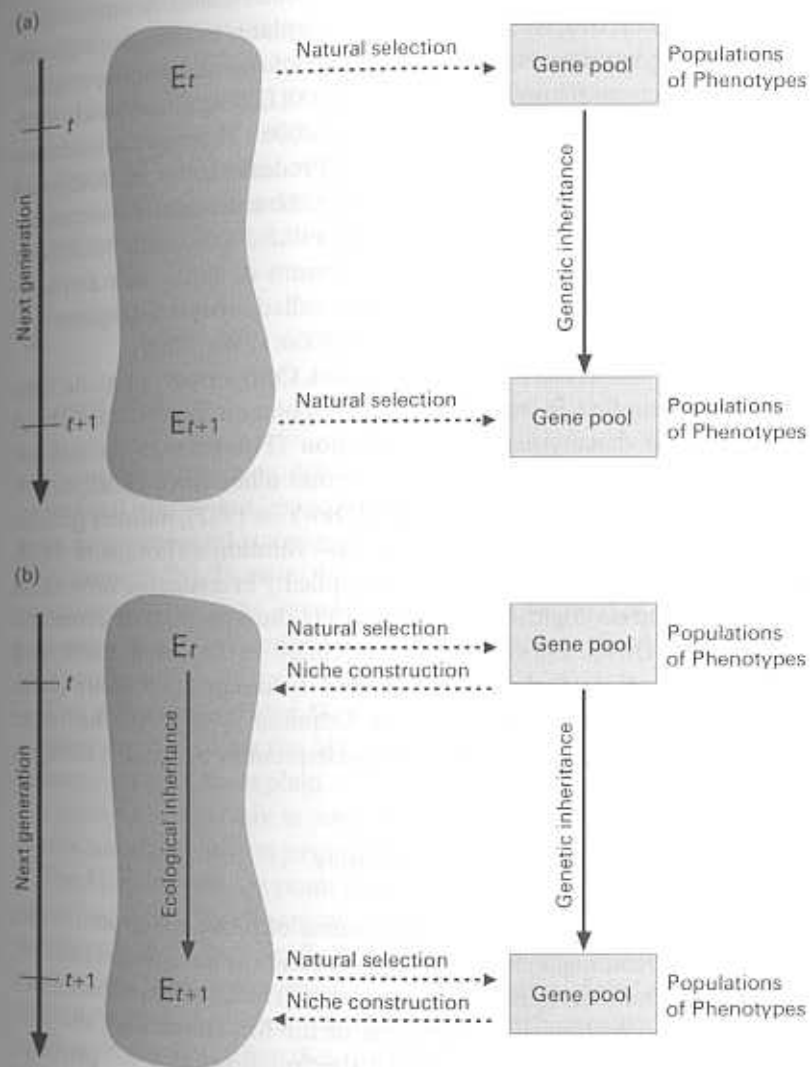 (a)
Next generation
t
t+1
Et
Et+1
Natural selection
Natural selection
Gene pool
Populations
of Phenotypes
Genetic inheritance
Gene pool
Populations
of Phenotypes
(b)
Next generation
t
t+1
Et
Ecological inheritance
Et+1
Natural selection
Niche construction
Natural selection
Niche construction
Gene pool
Populations
of Phenotypes
Genetic inheritance
Gene pool
Populations
of Phenotypes